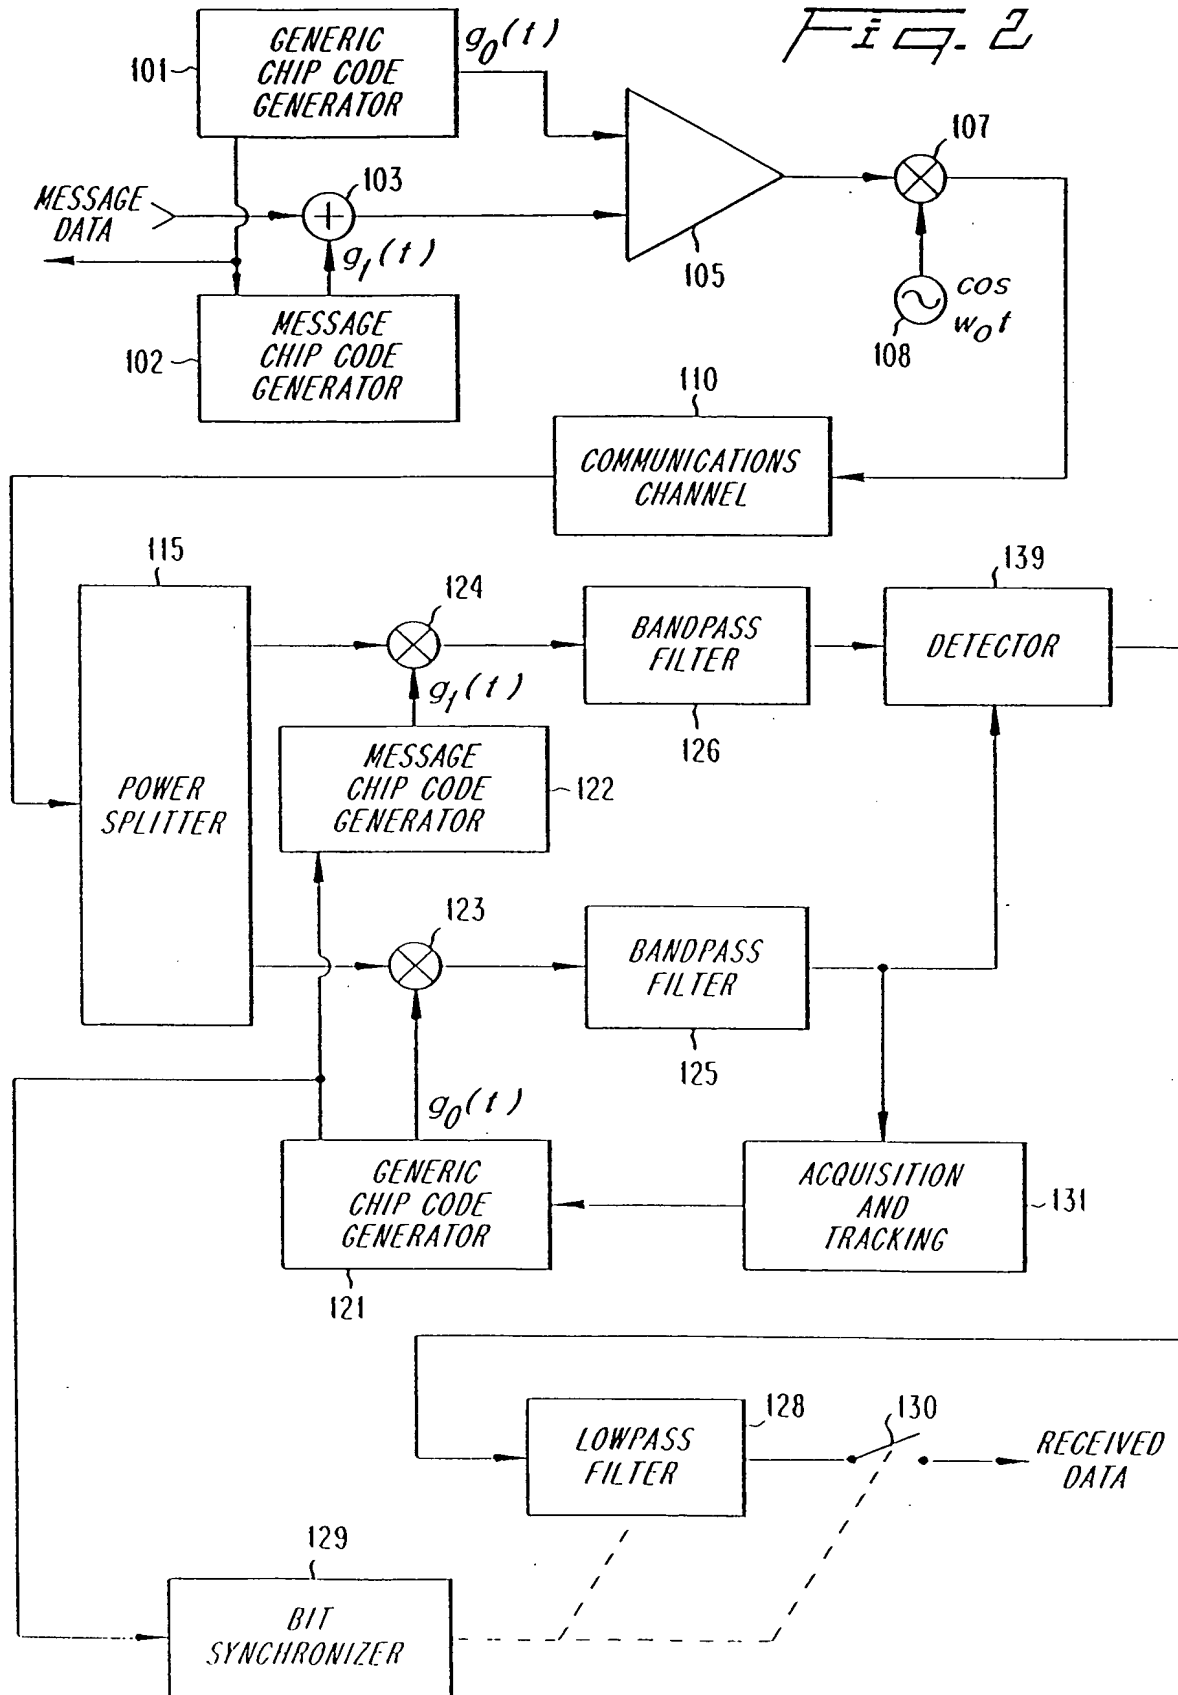 Fig. 2
GENERIC
CHIP CODE
GENERATOR
101
g0(t)
107
103
MESSAGE
DATA
g1(t)
105
cos
w0t
108
MESSAGE
CHIP CODE
GENERATOR
102
110
COMMUNICATIONS
CHANNEL
115
139
124
BANDPASS
FILTER
DETECTOR
g1(t)
126
MESSAGE
CHIP CODE
GENERATOR
122
POWER
SPLITTER
123
BANDPASS
FILTER
125
g0(t)
GENERIC
CHIP CODE
GENERATOR
ACQUISITION
AND
TRACKING
131
121
128
130
LOWPASS
FILTER
RECEIVED
DATA
129
BIT
SYNCHRONIZER